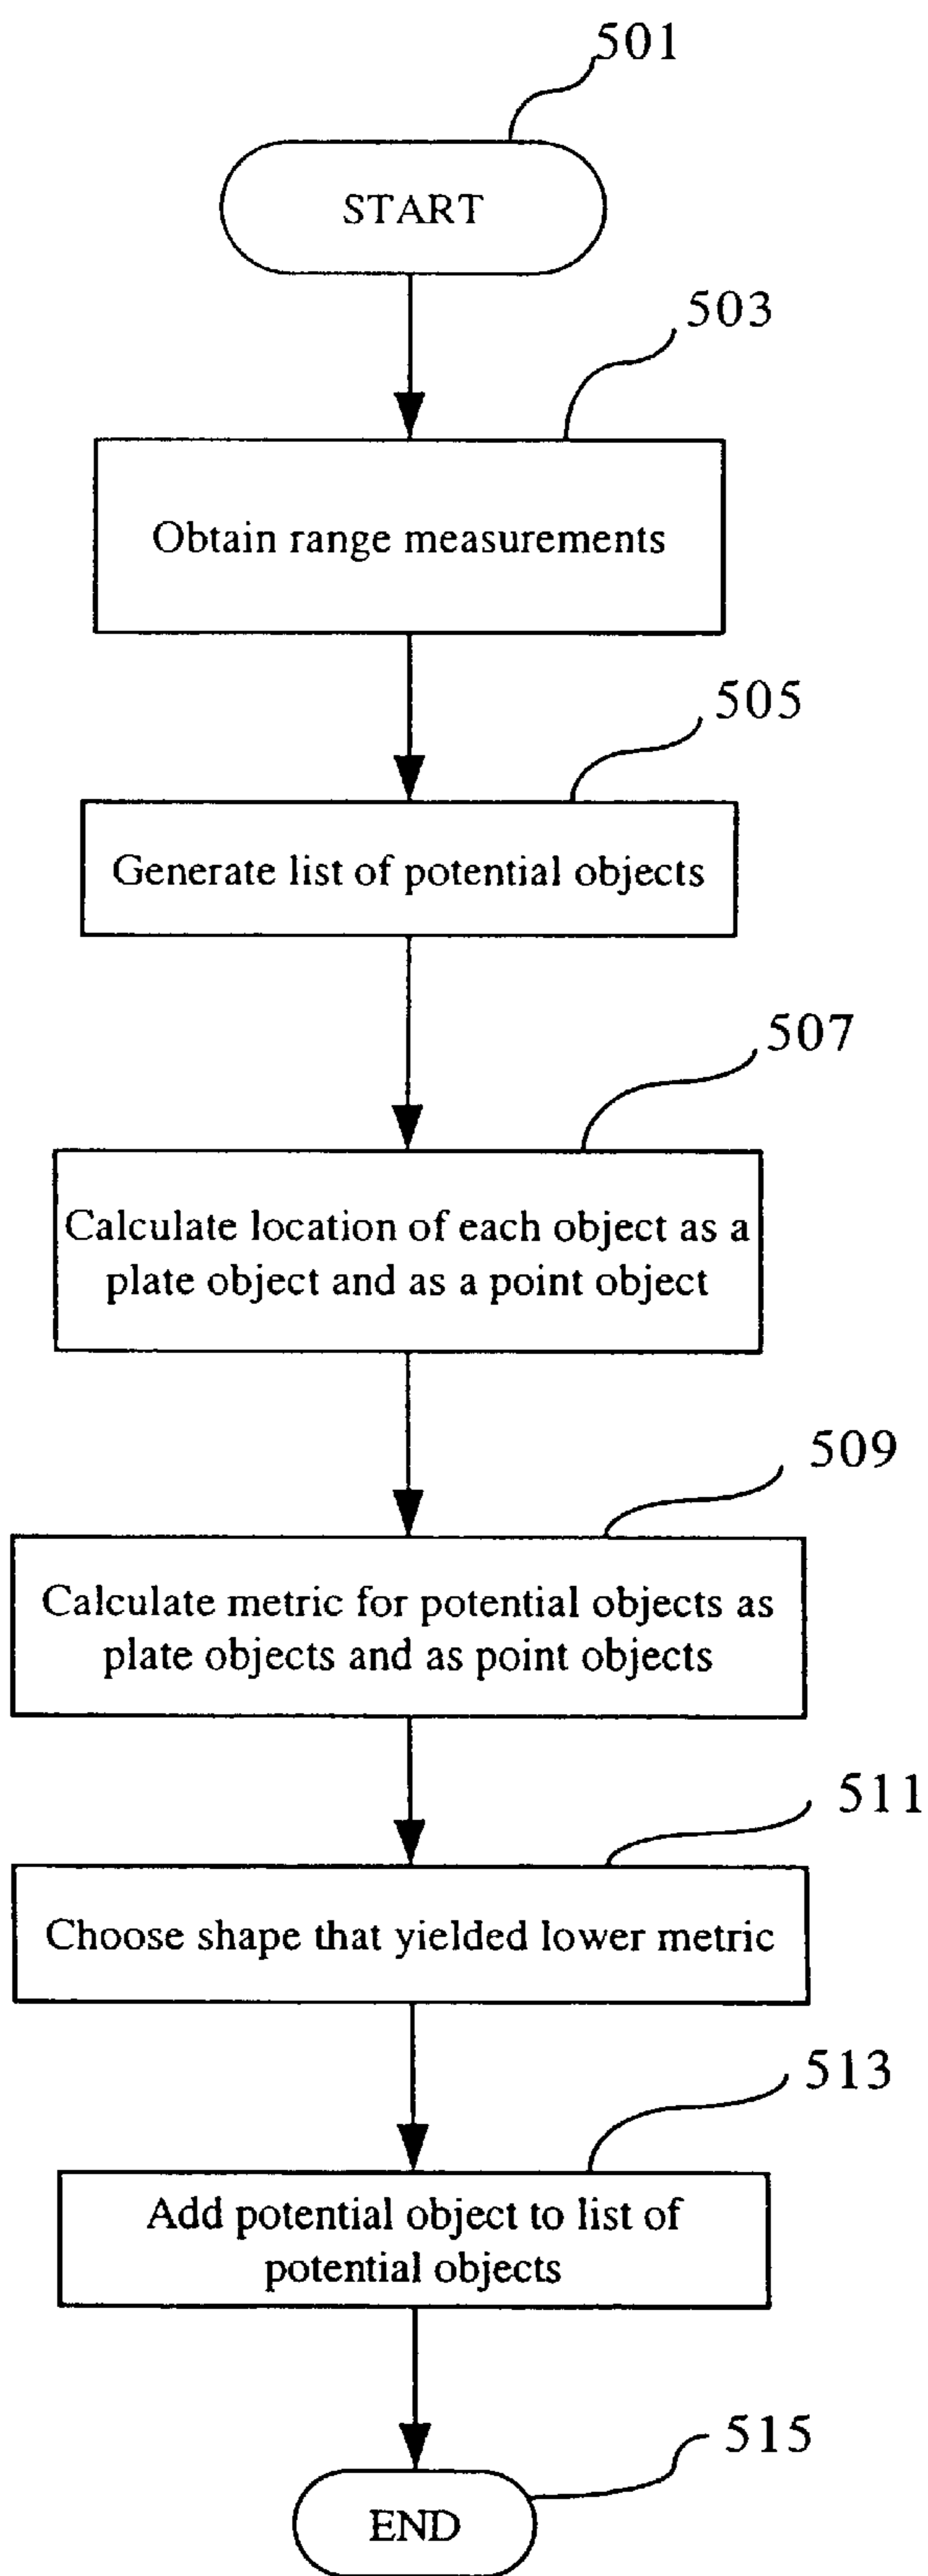 501
START
503
Obtain range measurements
505
Generate list of potential objects
507
Calculate location of each object as a
plate object and as a point object
509
Calculate metric for potential objects as
plate objects and as point objects
511
Choose shape that yielded lower metric
513
Add potential object to list of
potential objects
515
END